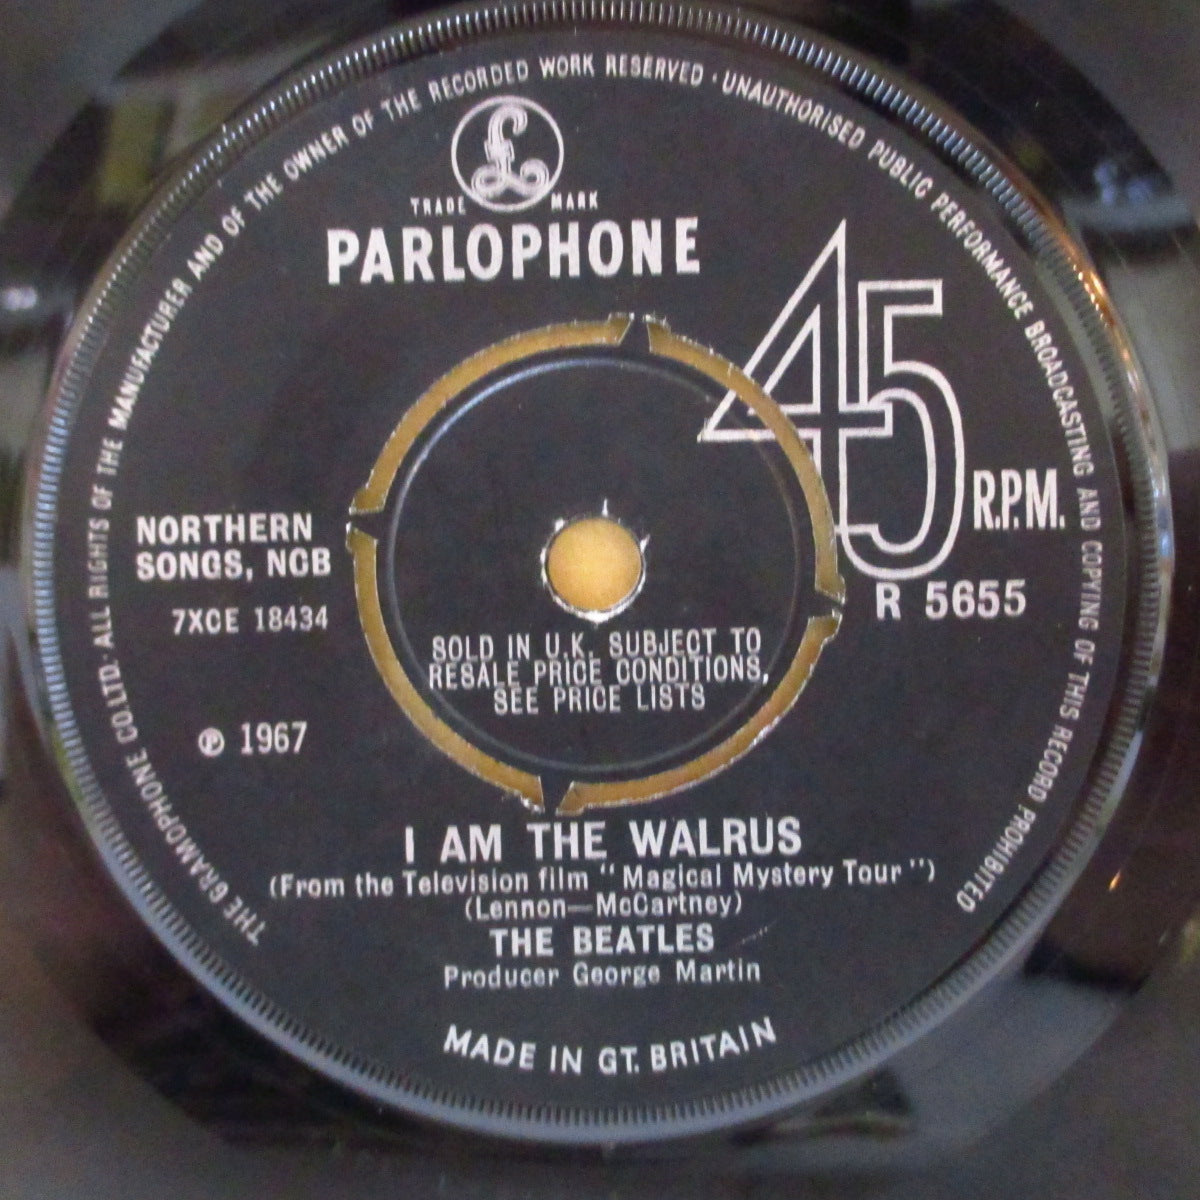 THE GRAMOPHONE CO.LTD. ALL RIGHTS OF THE MANUFACTURER AND OF THE OWNER OF THE RECORDED WORK RESERVED · UNAUTHORISED PUBLIC PERFORMANCE BROADCASTING AND COPYING OF THIS RECORD PROHIBITED
£
TRADE MARK
PARLOPHONE
45 R.P.M.
NORTHERN
SONGS, NCB
7XCE 18434
R 5655
SOLD IN U.K. SUBJECT TO
RESALE PRICE CONDITIONS,
SEE PRICE LISTS
℗ 1967
I AM THE WALRUS
(From the Television film "Magical Mystery Tour")
(Lennon—McCartney)
THE BEATLES
Producer George Martin
MADE IN GT. BRITAIN